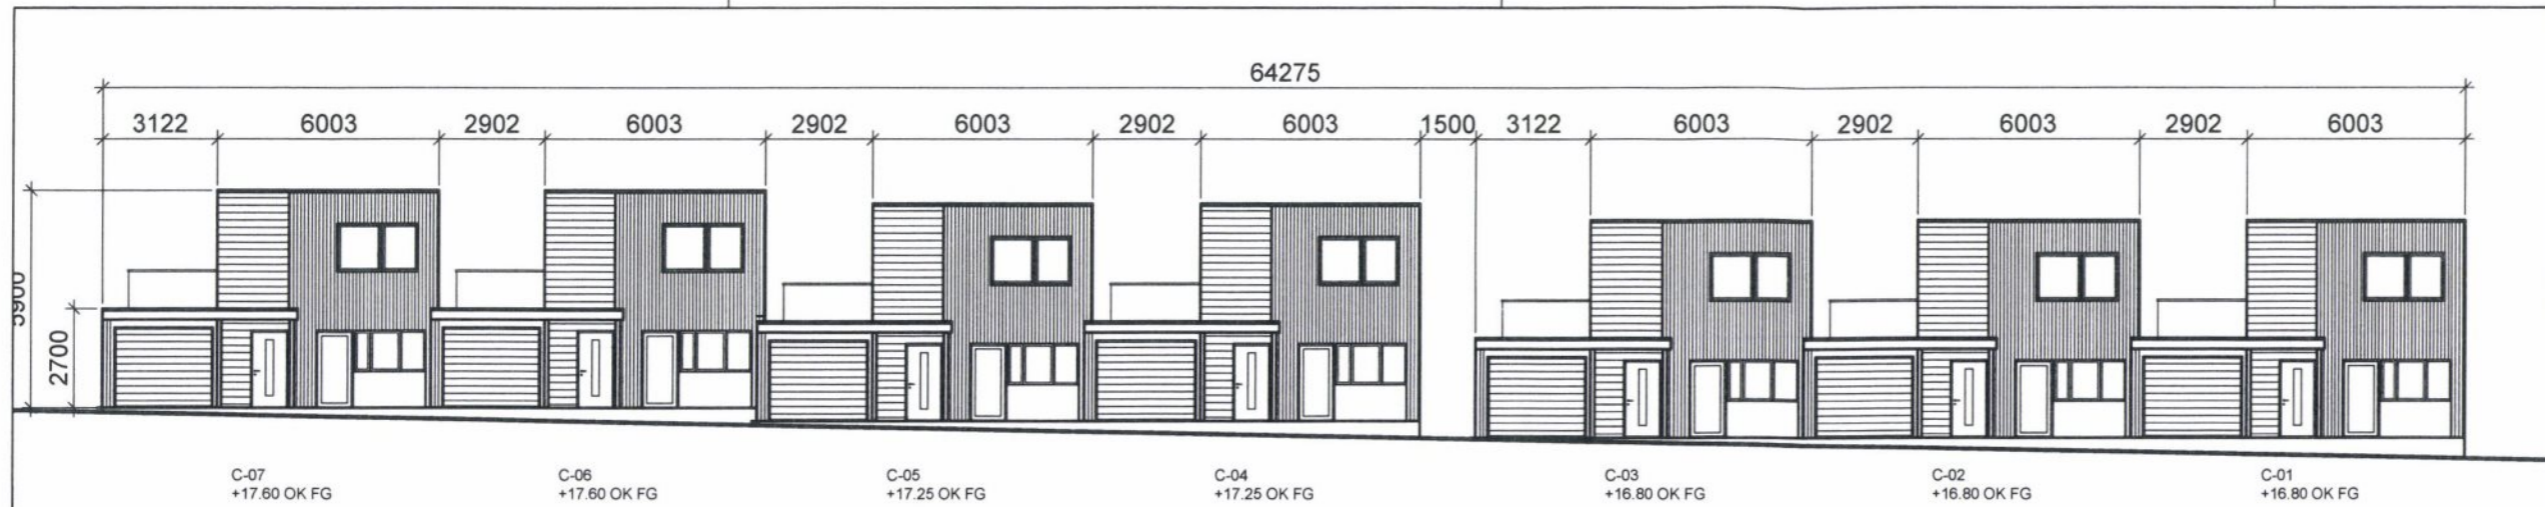 64275
3122 6003 2902 6003 2902 6003 2902 6003 1500 3122 6003 2902 6003 2902 6003
5900
2700
C-07
+17.60 OK FG
C-06
+17.60 OK FG
C-05
+17.25 OK FG
C-04
+17.25 OK FG
C-03
+16.80 OK FG
C-02
+16.80 OK FG
C-01
+16.80 OK FG